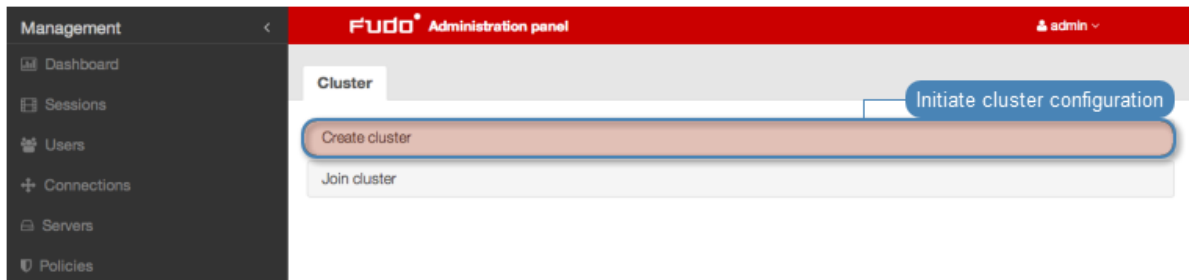 Management
FUDO Administration panel
admin
Dashboard
Cluster
Sessions
Initiate cluster configuration
Users
Create cluster
Connections
Join cluster
Servers
Policies